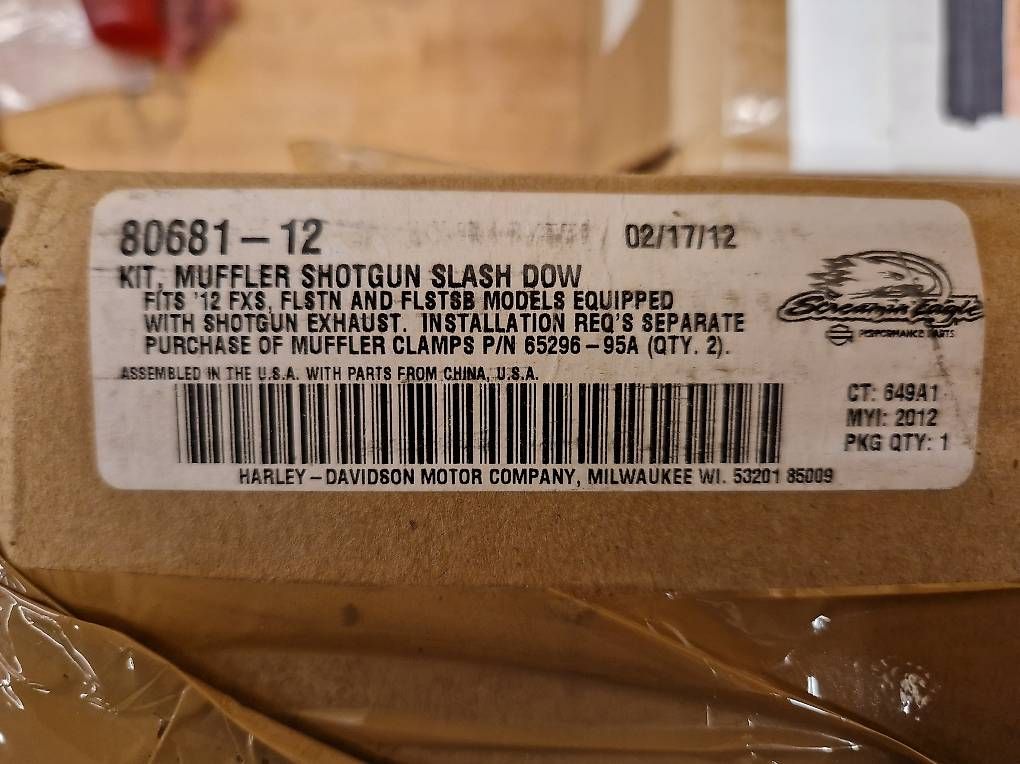 80681-12 02/17/12
KIT, MUFFLER SHOTGUN SLASH DOW
FITS '12 FXS, FLSTN AND FLSTSB MODELS EQUIPPED
WITH SHOTGUN EXHAUST. INSTALLATION REQ'S SEPARATE
PURCHASE OF MUFFLER CLAMPS P/N 65296-95A (QTY. 2).
Screamin' Eagle
PERFORMANCE PARTS
ASSEMBLED IN THE U.S.A. WITH PARTS FROM CHINA, U.S.A.
CT: 649A1
MYI: 2012
PKG QTY: 1
HARLEY-DAVIDSON MOTOR COMPANY, MILWAUKEE WI. 53201 85009